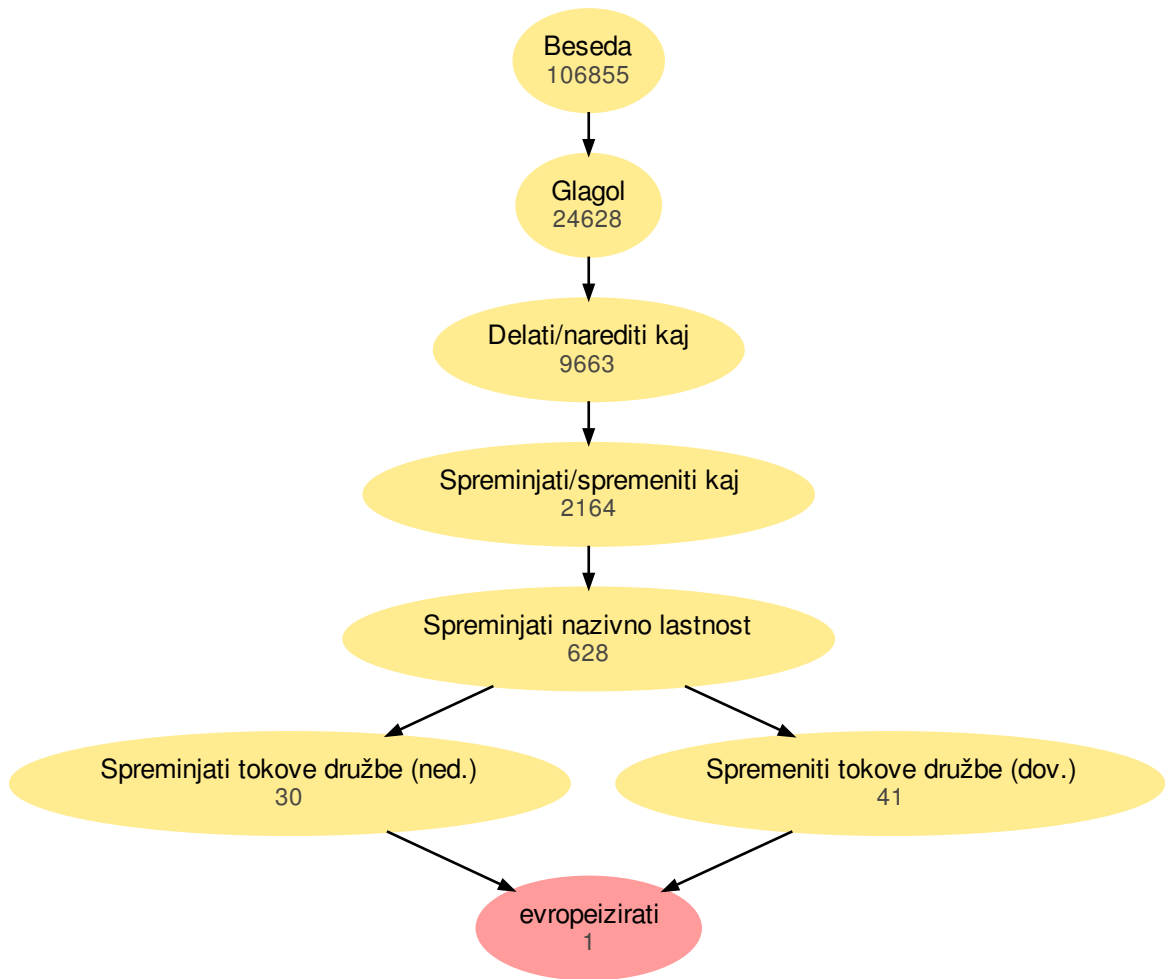 Beseda
106855
Glagol
24628
Delati/narediti kaj
9663
Spreminjati/spremeniti kaj
2164
Spreminjati nazivno lastnost
628
Spreminjati tokove družbe (ned.)
30
Spremeniti tokove družbe (dov.)
41
evropeizirati
1